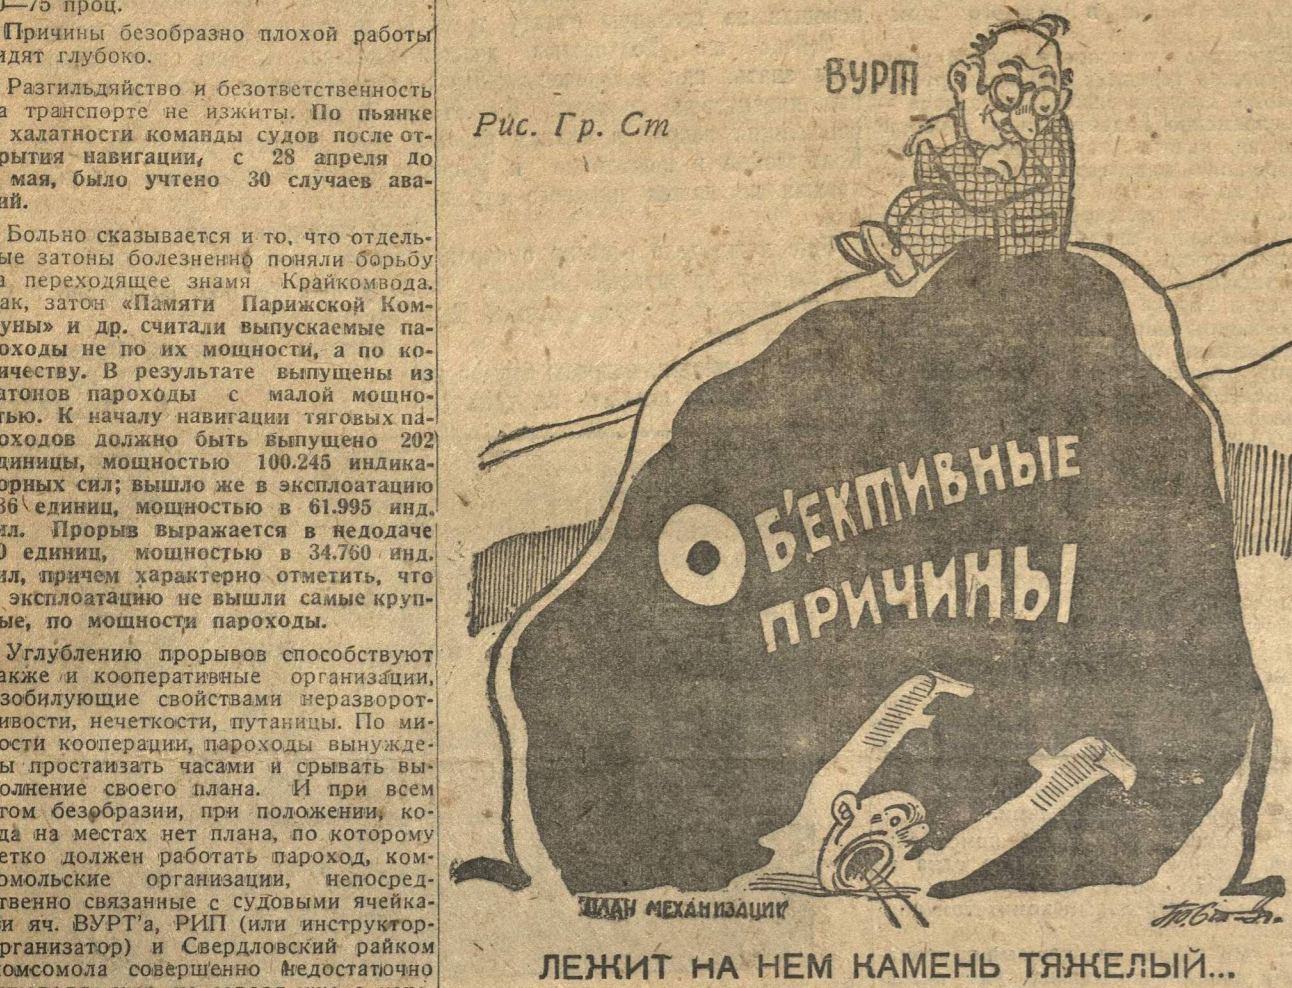 —75 проц.
Причины безобразно плохой работы
идят глубоко.
Разгильдяйство и безответственность
а транспорте не изжиты. По пьянке
халатности команды судов после от-
рытия навигации, с 28 апреля до
мая, было учтено 30 случаев ава-
ий.
Больно сказывается и то, что отдель-
ые затоны болезненно поняли борьбу
а переходящее знамя Крайкомвода.
ак, затон «Памяти Парижской Ком-
уны» и др. считали выпускаемые па-
оходы не по их мощности, а по ко-
ичеству. В результате выпущены из
атонов пароходы с малой мощно-
тью. К началу навигации тяговых па-
оходов должно быть выпущено 202
диницы, мощностью 100.245 индика-
орных сил; вышло же в эксплоатацию
36 единиц, мощностью в 61.995 инд.
ил. Прорыв выражается в недодаче
0 единиц, мощностью в 34.760 инд.
ил, причем характерно отметить, что
эксплоатацию не вышли самые круп-
ые, по мощности пароходы.
Углублению прорывов способствуют
акже и кооперативные организации,
зобилующие свойствами неразворот-
ивости, нечеткости, путаницы. По ми-
ости кооперации, пароходы вынужде-
ы простаивать часами и срывать вы-
олнение своего плана. И при всем
том безобразии, при положении, ко-
да на местах нет плана, по которому
етко должен работать пароход, ком-
омольские организации, непосред-
твенно связанные с судовыми ячейка-
и яч. ВУРТ'а, РИП (или инструктор-
рганизатор) и Свердловский райком
омсомола совершенно недостаточно
ВУРТ
Рис. Гр. Ст
ОБ'ЕКТИВНЫЕ
ПРИЧИНЫ
ПЛАН МЕХАНИЗАЦИИ
ЛЕЖИТ НА НЕМ КАМЕНЬ ТЯЖЕЛЫЙ...